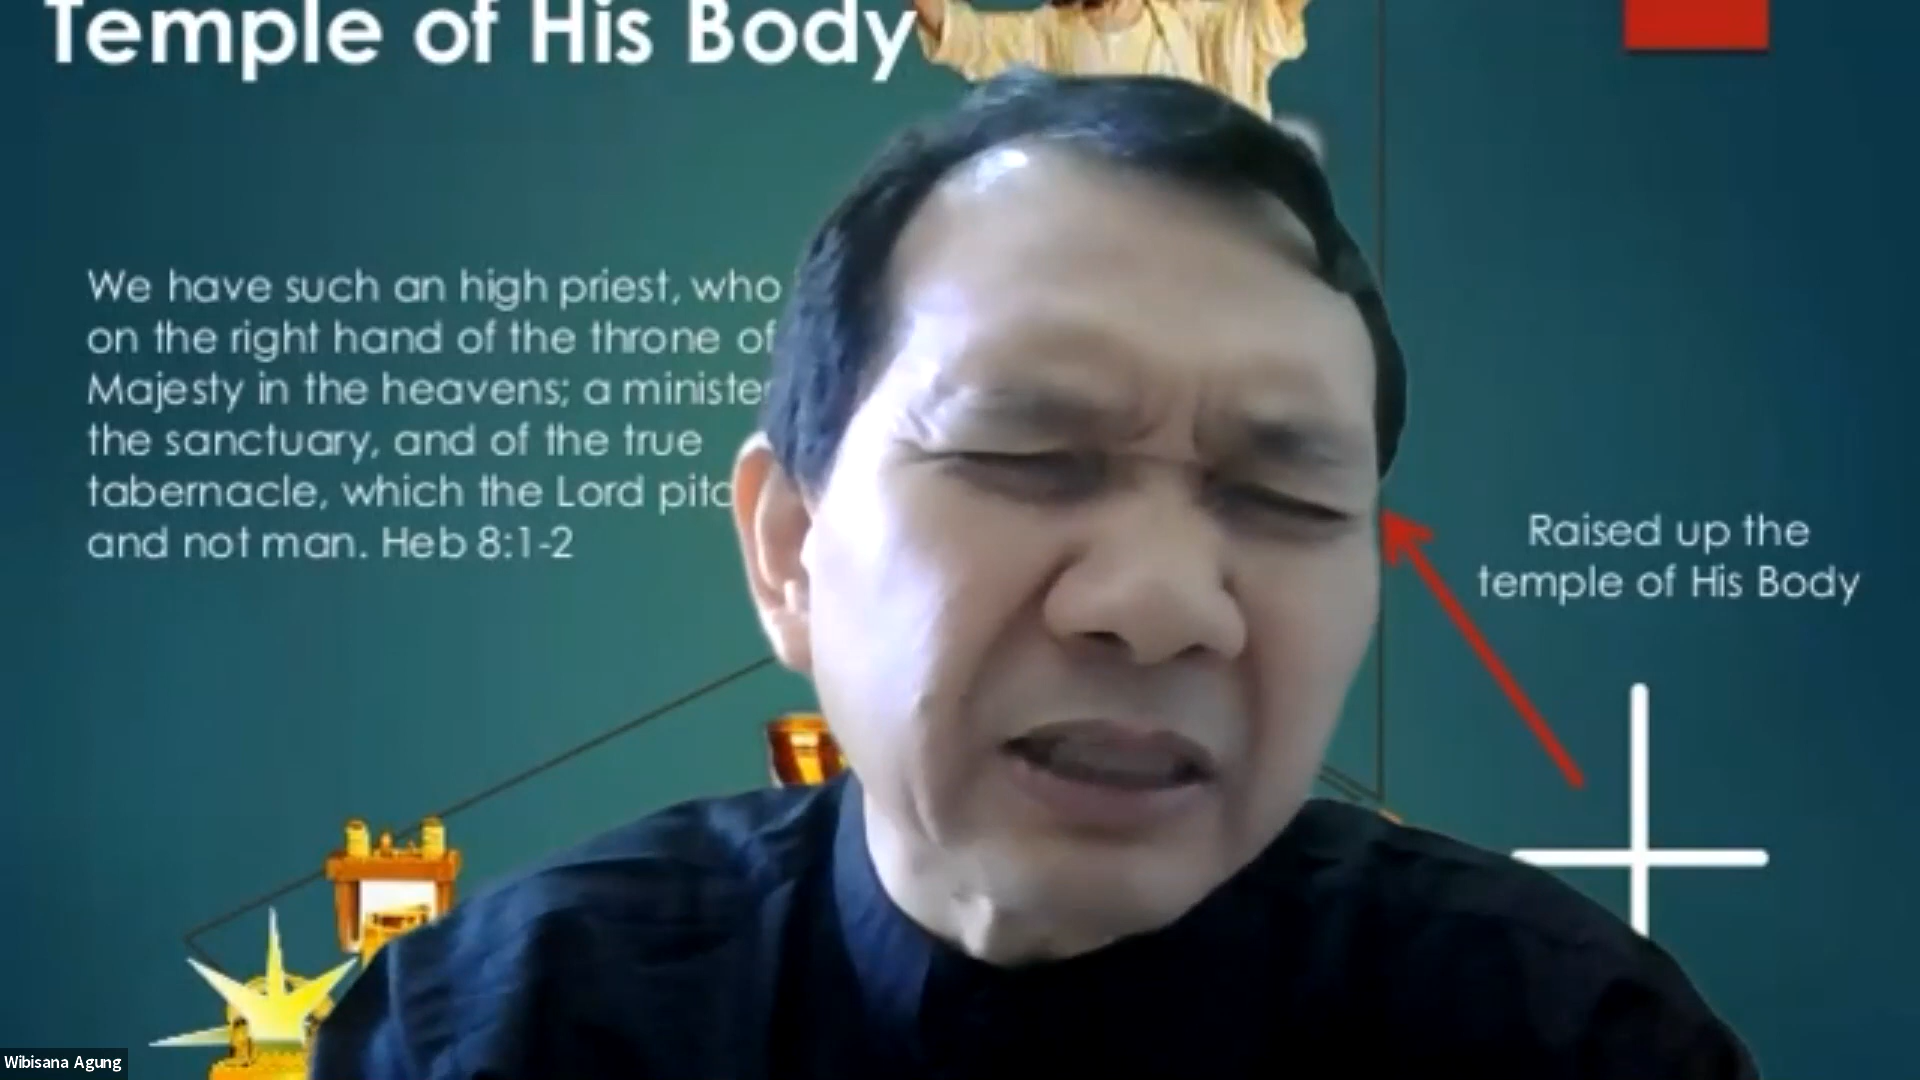 Temple of His Body
We have such an high priest, who
on the right hand of the throne of
Majesty in the heavens; a minister
the sanctuary, and of the true
tabernacle, which the Lord
and not man. Heb 8:1-2
Raised up the
temple of His Body
Wibisana Agung